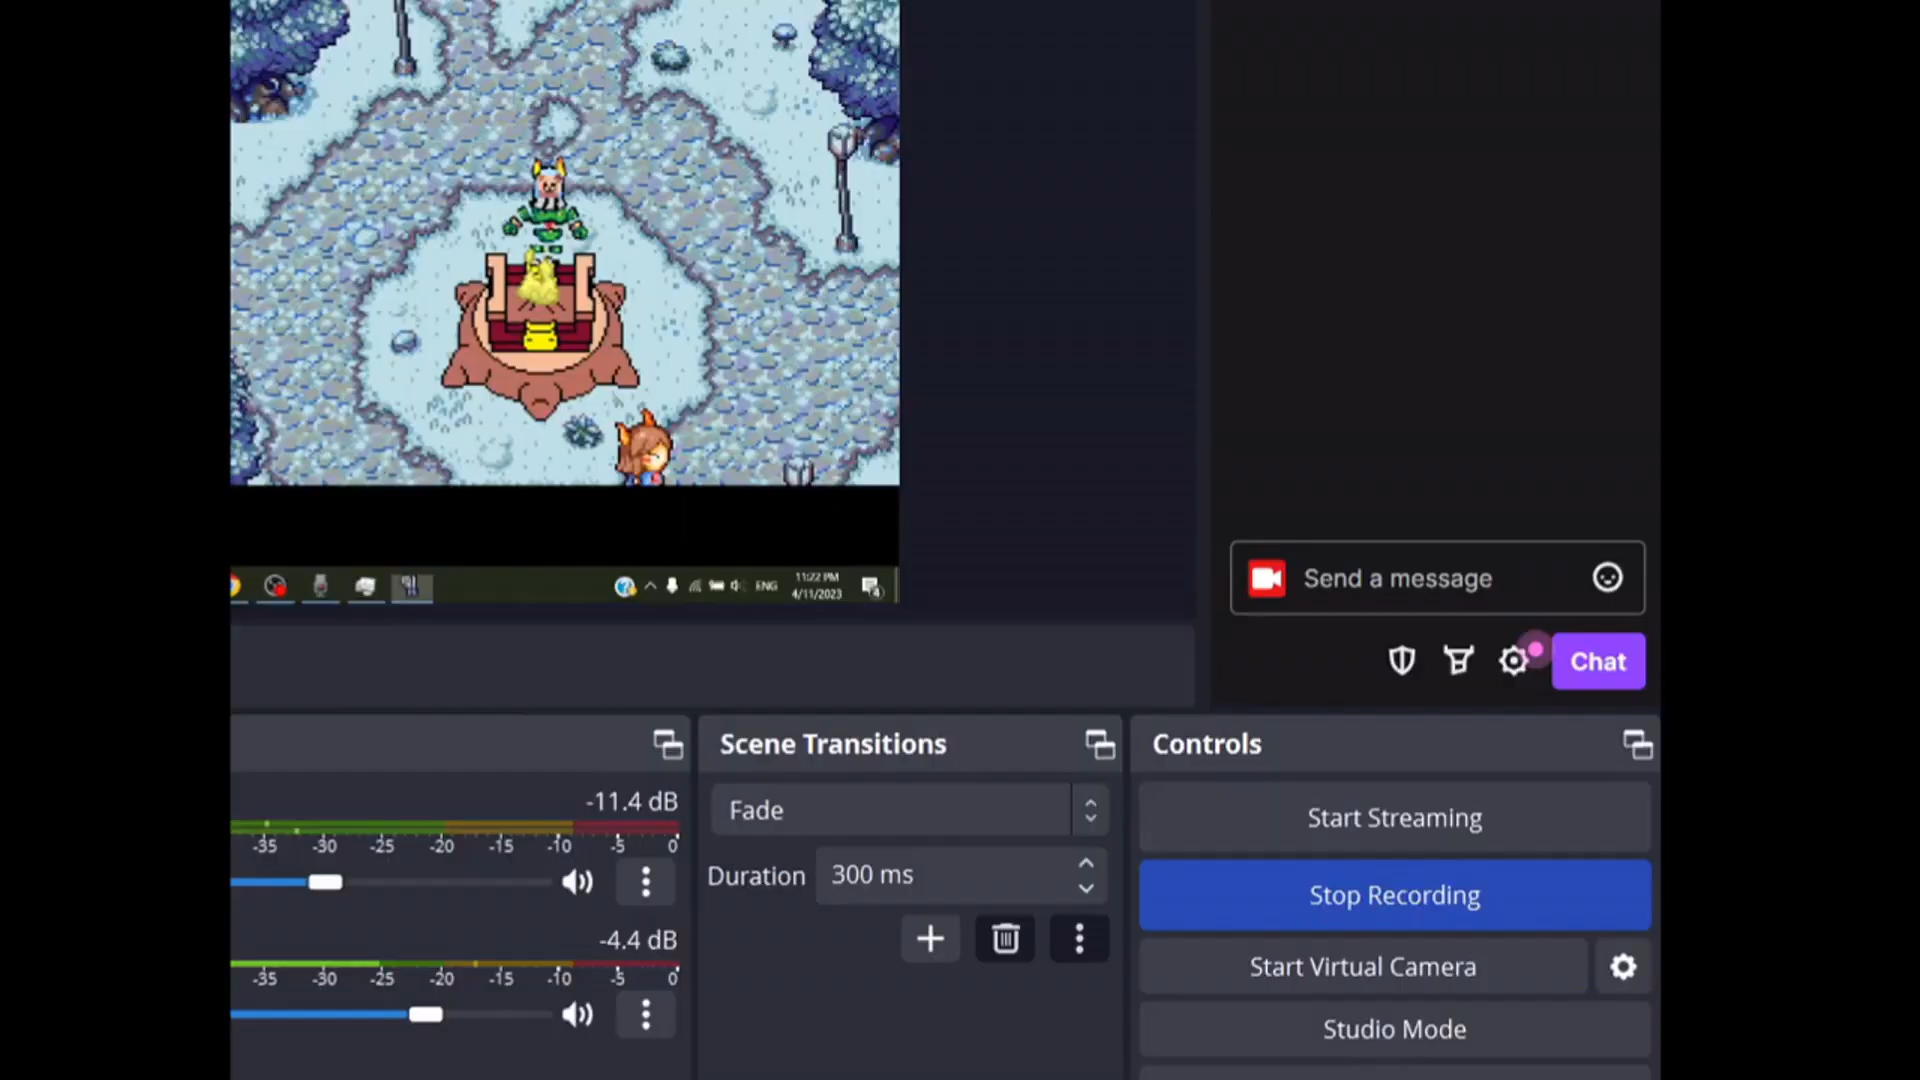 ENG
11:22 PM
4/11/2023
4
Send a message
Chat
Scene Transitions
Controls
-11.4 dB
-35 -30 -25 -20 -15 -10 -5 0
Fade
Start Streaming
Duration 300 ms
Stop Recording
-4.4 dB
-35 -30 -25 -20 -15 -10 -5 0
Start Virtual Camera
Studio Mode